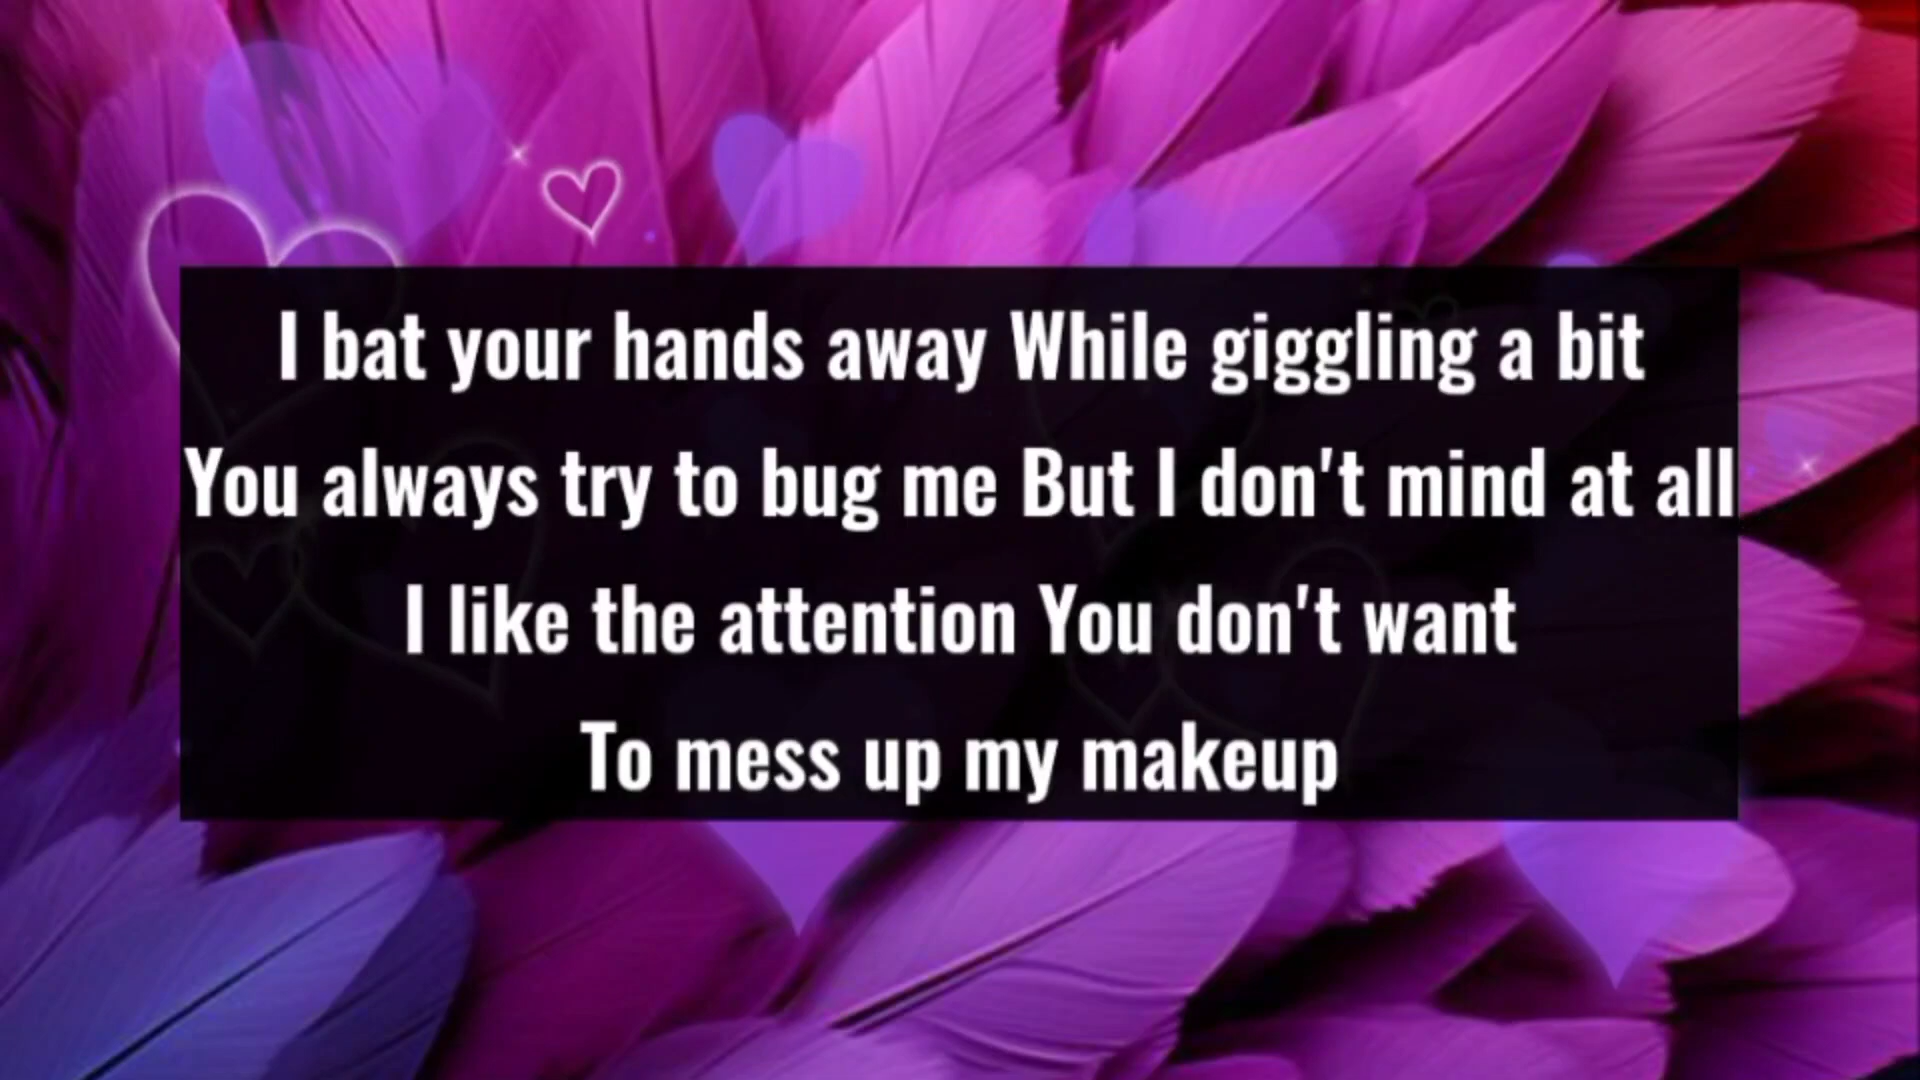 I bat your hands away While giggling a bit
You always try to bug me But I don't mind at all
I like the attention You don't want
To mess up my makeup